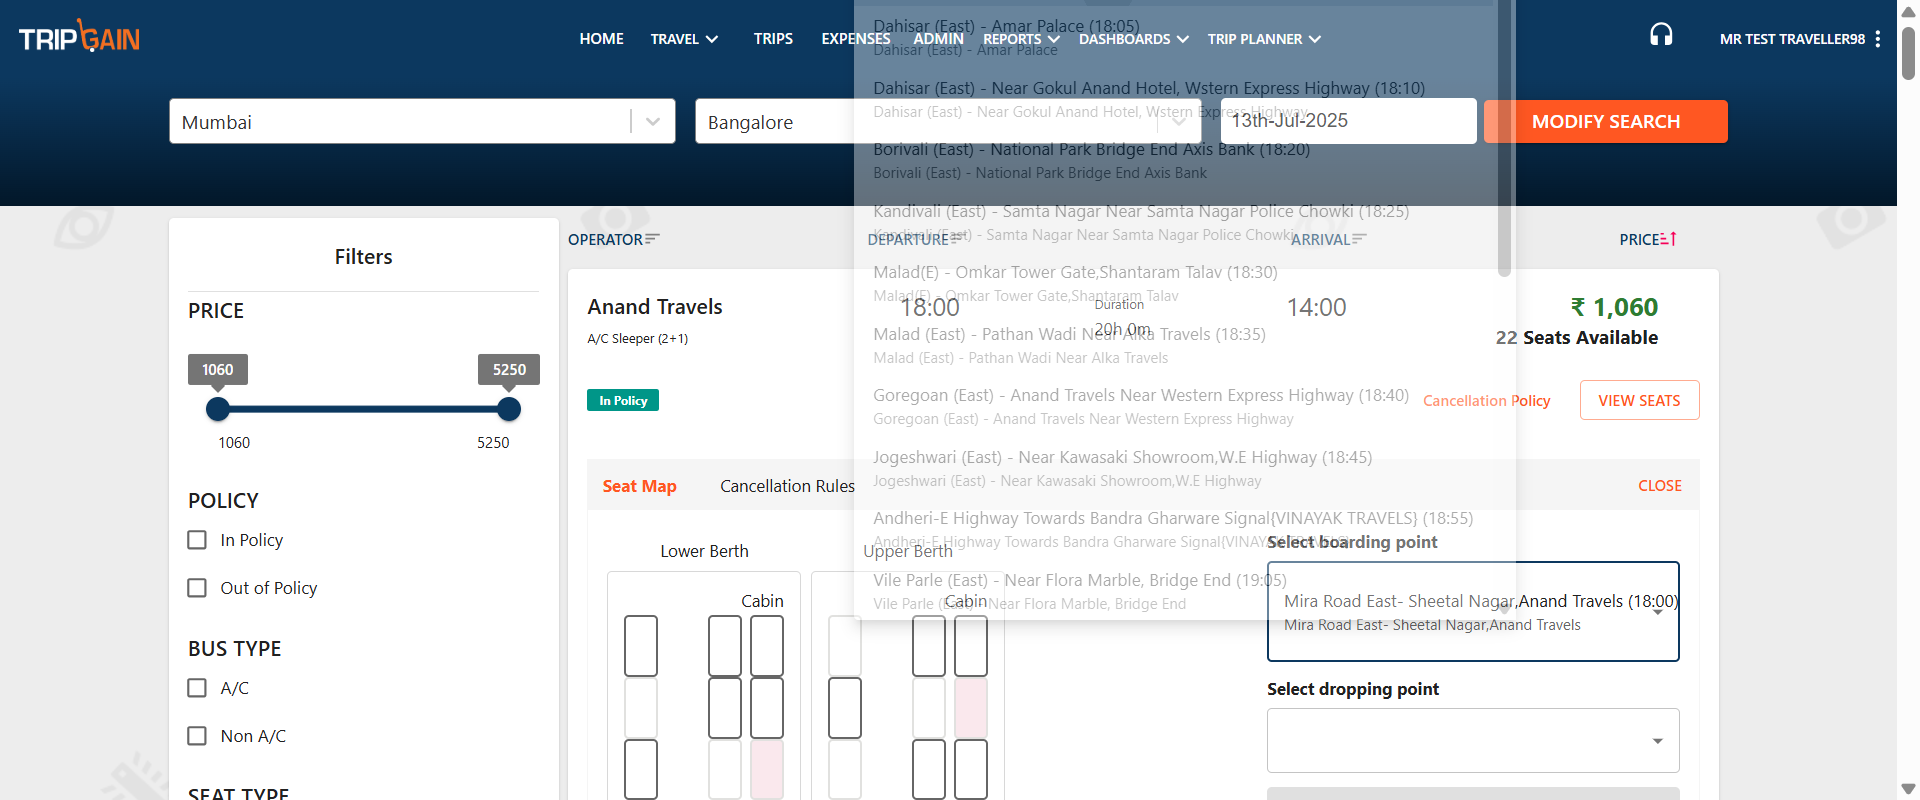 TRIPGAIN
HOME
TRAVEL
TRIPS
EXPENSES
ADMIN
REPORTS
DASHBOARDS
TRIP PLANNER
MR TEST TRAVELLER98
Mumbai
Bangalore
13th-Jul-2025
MODIFY SEARCH
Dahisar (East) - Amar Palace (18:05)
Dahisar (East) - Amar Palace
Dahisar (East) - Near Gokul Anand Hotel, Wstern Express Highway (18:10)
Dahisar (East) - Near Gokul Anand Hotel, Wstern Express Highway
Borivali (East) - National Park Bridge End Axis Bank (18:20)
Borivali (East) - National Park Bridge End Axis Bank
Kandivali (East) - Samta Nagar Near Samta Nagar Police Chowki (18:25)
Kandivali (East) - Samta Nagar Near Samta Nagar Police Chowki
Malad(E) - Omkar Tower Gate,Shantaram Talav (18:30)
Malad(E) - Omkar Tower Gate,Shantaram Talav
Malad (East) - Pathan Wadi Near Alka Travels (18:35)
Malad (East) - Pathan Wadi Near Alka Travels
Goregoan (East) - Anand Travels Near Western Express Highway (18:40)
Goregoan (East) - Anand Travels Near Western Express Highway
Jogeshwari (East) - Near Kawasaki Showroom,W.E Highway (18:45)
Jogeshwari (East) - Near Kawasaki Showroom,W.E Highway
Andheri-E Highway Towards Bandra Gharware Signal{VINAYAK TRAVELS} (18:55)
Andheri-E Highway Towards Bandra Gharware Signal{VINAYAK TRAVELS}
Vile Parle (East) - Near Flora Marble, Bridge End (19:05)
Vile Parle (East) - Near Flora Marble, Bridge End
Filters
PRICE
1060
5250
1060
5250
POLICY
In Policy
Out of Policy
BUS TYPE
A/C
Non A/C
SEAT TYPE
OPERATOR
DEPARTURE
ARRIVAL
PRICE
Anand Travels
A/C Sleeper (2+1)
18:00
Duration
20h 0m
14:00
₹ 1,060
22 Seats Available
In Policy
Cancellation Policy
VIEW SEATS
Seat Map
Cancellation Rules
CLOSE
Lower Berth
Upper Berth
Cabin
Cabin
Select boarding point
Mira Road East- Sheetal Nagar,Anand Travels (18:00)
Mira Road East- Sheetal Nagar,Anand Travels
Select dropping point